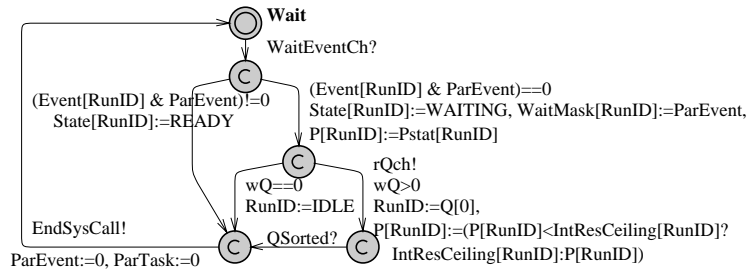 Wait
WaitEventCh?
C
(Event[RunID] & ParEvent)!=0
State[RunID]:=READY
(Event[RunID] & ParEvent)==0
State[RunID]:=WAITING, WaitMask[RunID]:=ParEvent,
P[RunID]:=Pstat[RunID]
C
wQ==0
RunID:=IDLE
rQch!
wQ>0
RunID:=Q[0],
P[RunID]:=(P[RunID]<IntResCeiling[RunID]?
IntResCeiling[RunID]:P[RunID])
EndSysCall!
C
QSorted?
C
ParEvent:=0, ParTask:=0